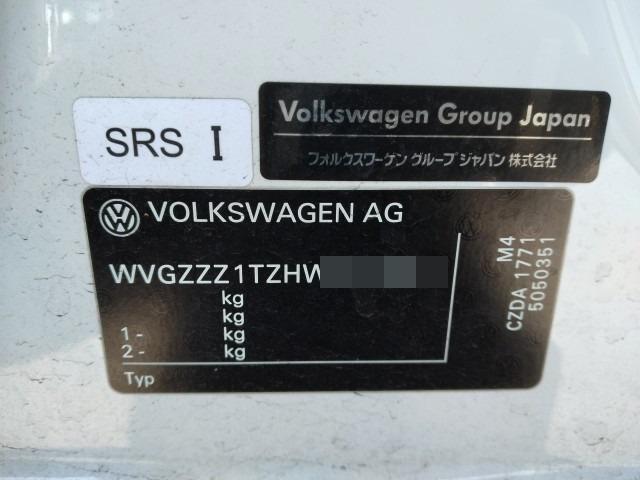 SRS I
Volkswagen Group Japan
フォルクスワーゲン グループ ジャパン 株式会社
VOLKSWAGEN AG
WVGZZZ1TZHW
kg
kg
1 - kg
2 - kg
Typ
M4
CZDA 1771
5050351